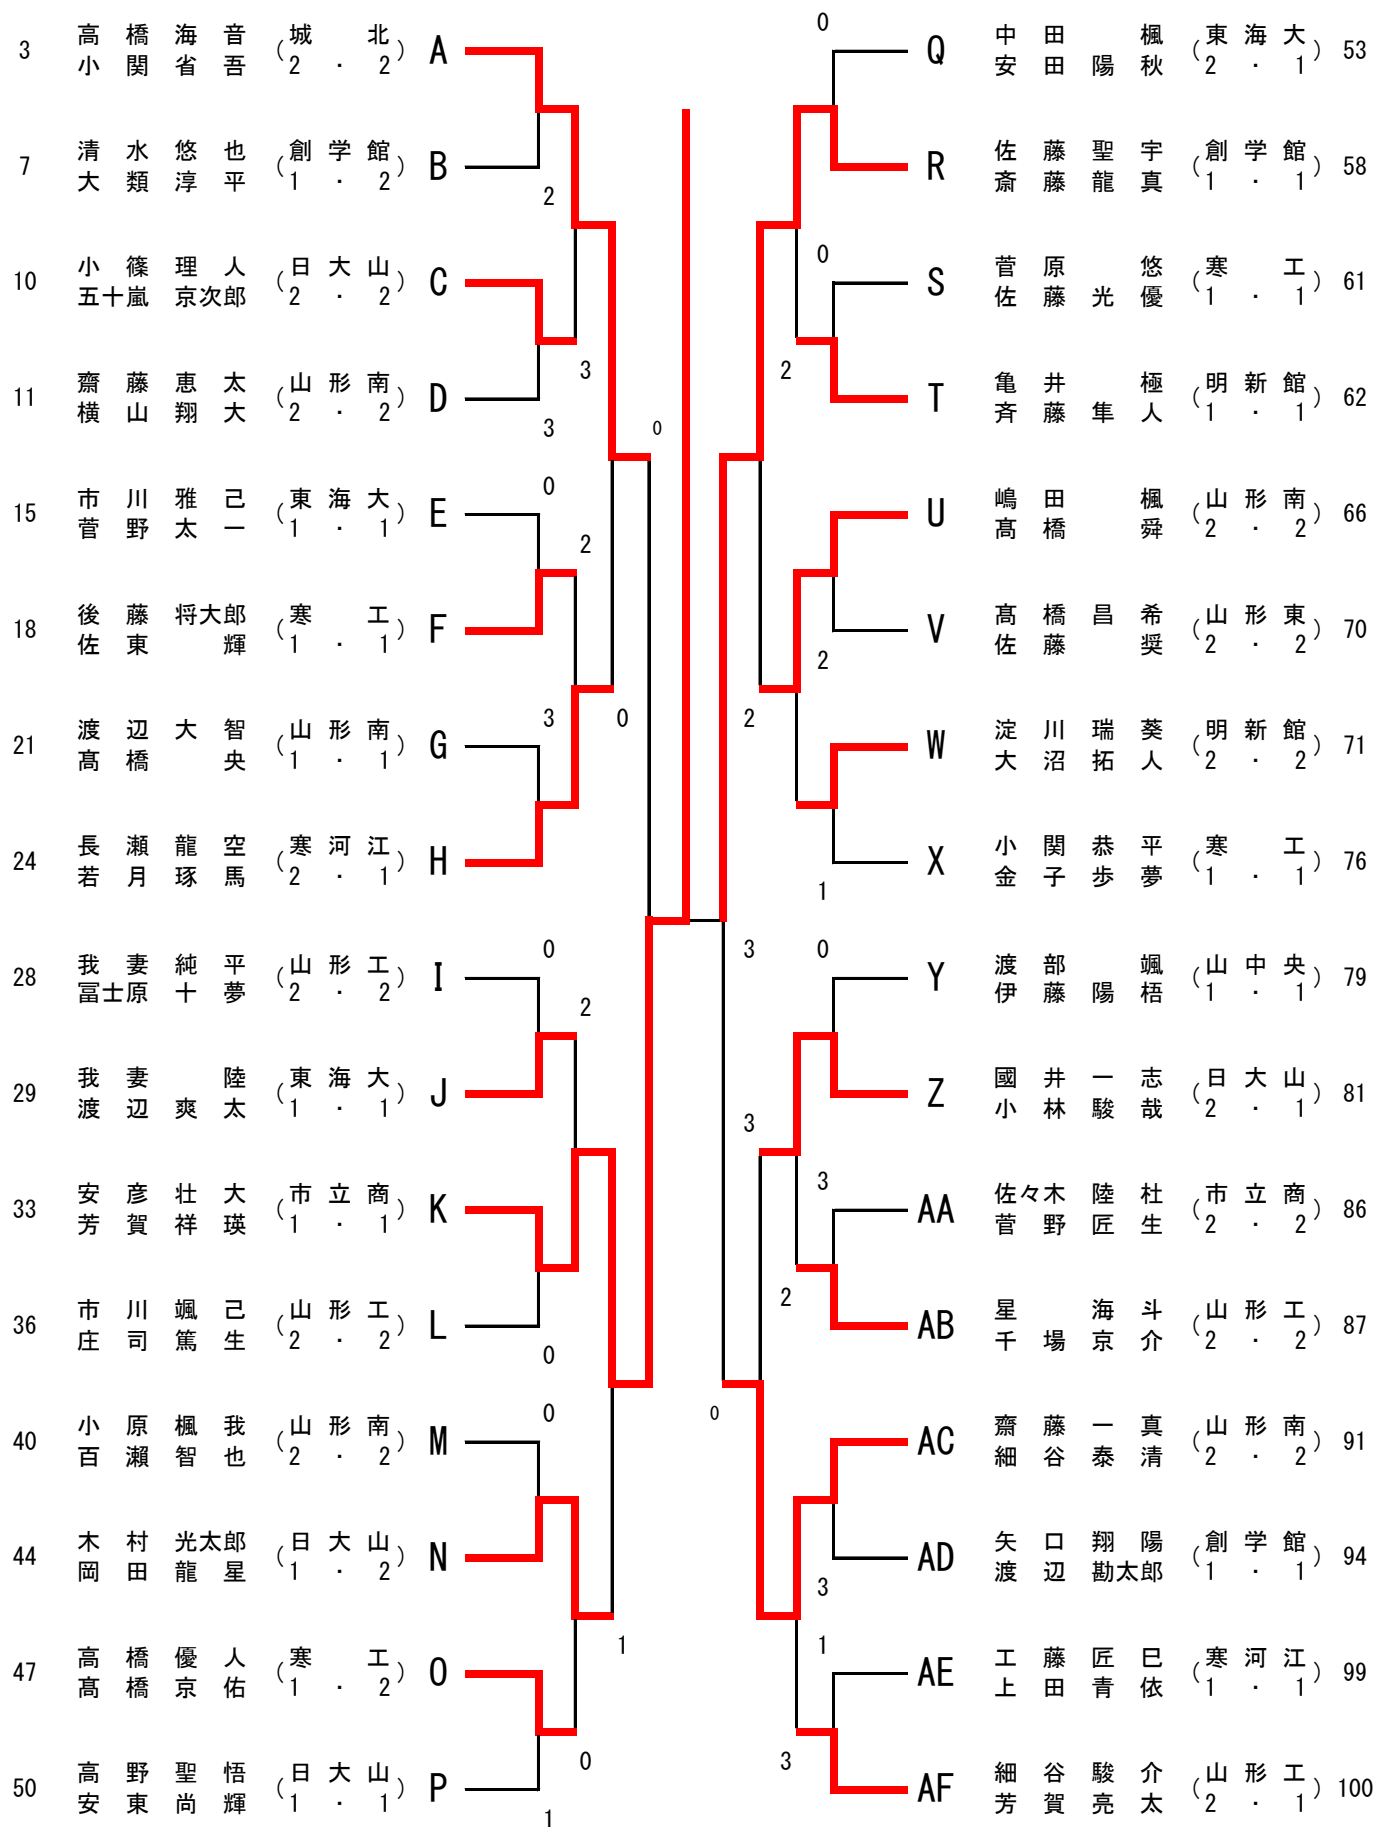 3 高橋海音 小関省吾 (城北 2・2) A
2
7 清水悠也 大類淳平 (創学館 1・2) B
10 小篠理人 五十嵐京次郎 (日大山 2・2) C
3
11 齋藤恵太 横山翔大 (山形南 2・2) D
3
0
0
15 市川雅己 菅野太一 (東海大 1・1) E
2
18 後藤将大郎 佐東輝 (寒工 1・1) F
3
0
21 渡辺大智 髙橋央 (山形南 1・1) G
24 長瀬龍空 若月琢馬 (寒河江 2・1) H
0
28 我妻純平 冨士原十夢 (山形工 2・2) I
2
29 我妻陸 渡辺爽太 (東海大 1・1) J
33 安彦壮大 芳賀祥瑛 (市立商 1・1) K
36 市川颯己 庄司篤生 (山形工 2・2) L
0
0
40 小原楓我 百瀬智也 (山形南 2・2) M
44 木村光太郎 岡田龍星 (日大山 1・2) N
1
47 高橋優人 髙橋京佑 (寒工 1・2) O
0
50 高野聖悟 安東尚輝 (日大山 1・1) P
1
0
Q 中田楓 安田陽秋 (東海大 2・1) 53
R 佐藤聖宇 斎藤龍真 (創学館 1・1) 58
0
S 菅原悠 佐藤光優 (寒工 1・1) 61
2
T 亀井極 斉藤隼人 (明新館 1・1) 62
U 嶋田楓 髙橋舜 (山形南 2・2) 66
V 髙橋昌希 佐藤奨 (山形東 2・2) 70
2
2
W 淀川瑞葵 大沼拓人 (明新館 2・2) 71
X 小関恭平 金子歩夢 (寒工 1・1) 76
1
3
0
Y 渡部颯 伊藤陽梧 (山中央 1・1) 79
Z 國井一志 小林駿哉 (日大山 2・1) 81
3
3
AA 佐々木陸杜 菅野匠生 (市立商 2・2) 86
2
AB 星海斗 千場京介 (山形工 2・2) 87
0
AC 齋藤一真 細谷泰清 (山形南 2・2) 91
AD 矢口翔陽 渡辺勘太郎 (創学館 1・1) 94
3
1
AE 工藤匠巳 上田青依 (寒河江 1・1) 99
3
AF 細谷駿介 芳賀亮太 (山形工 2・1) 100